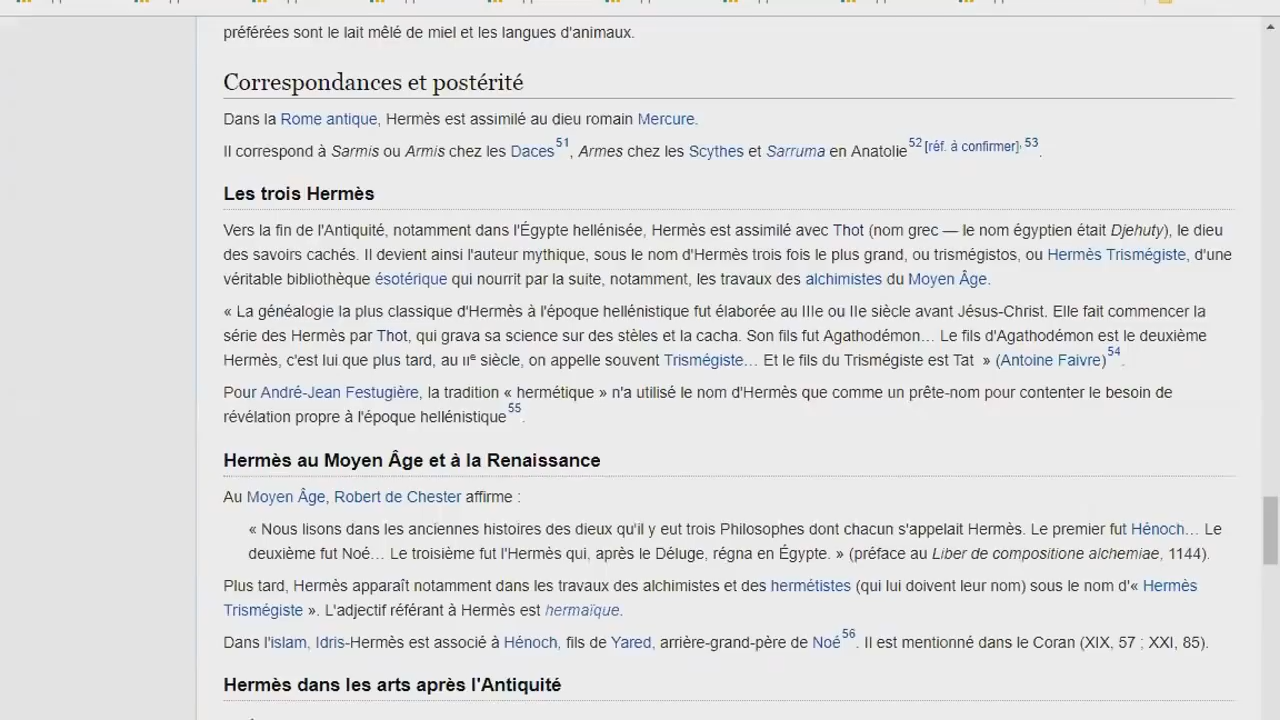 préférées sont le lait mêlé de miel et les langues d'animaux.
Correspondances et postérité
Dans la Rome antique, Hermès est assimilé au dieu romain Mercure.
Il correspond à Sarmis ou Armis chez les Daces51, Armes chez les Scythes et Sarruma en Anatolie52 [réf. à confirmer], 53.
Les trois Hermès
Vers la fin de l'Antiquité, notamment dans l'Égypte hellénisée, Hermès est assimilé avec Thot (nom grec — le nom égyptien était Djehuty), le dieu
des savoirs cachés. Il devient ainsi l'auteur mythique, sous le nom d'Hermès trois fois le plus grand, ou trismégistos, ou Hermès Trismégiste, d'une
véritable bibliothèque ésotérique qui nourrit par la suite, notamment, les travaux des alchimistes du Moyen Âge.
« La généalogie la plus classique d'Hermès à l'époque hellénistique fut élaborée au IIIe ou IIe siècle avant Jésus-Christ. Elle fait commencer la
série des Hermès par Thot, qui grava sa science sur des stèles et la cacha. Son fils fut Agathodémon… Le fils d'Agathodémon est le deuxième
Hermès, c'est lui que plus tard, au IIe siècle, on appelle souvent Trismégiste… Et le fils du Trismégiste est Tat » (Antoine Faivre)54.
Pour André-Jean Festugière, la tradition « hermétique » n'a utilisé le nom d'Hermès que comme un prête-nom pour contenter le besoin de
révélation propre à l'époque hellénistique55.
Hermès au Moyen Âge et à la Renaissance
Au Moyen Âge, Robert de Chester affirme :
« Nous lisons dans les anciennes histoires des dieux qu'il y eut trois Philosophes dont chacun s'appelait Hermès. Le premier fut Hénoch… Le
deuxième fut Noé… Le troisième fut l'Hermès qui, après le Déluge, régna en Égypte. » (préface au Liber de compositione alchemiae, 1144).
Plus tard, Hermès apparaît notamment dans les travaux des alchimistes et des hermétistes (qui lui doivent leur nom) sous le nom d'« Hermès
Trismégiste ». L'adjectif référant à Hermès est hermaïque.
Dans l'islam, Idris-Hermès est associé à Hénoch, fils de Yared, arrière-grand-père de Noé56. Il est mentionné dans le Coran (XIX, 57 ; XXI, 85).
Hermès dans les arts après l'Antiquité